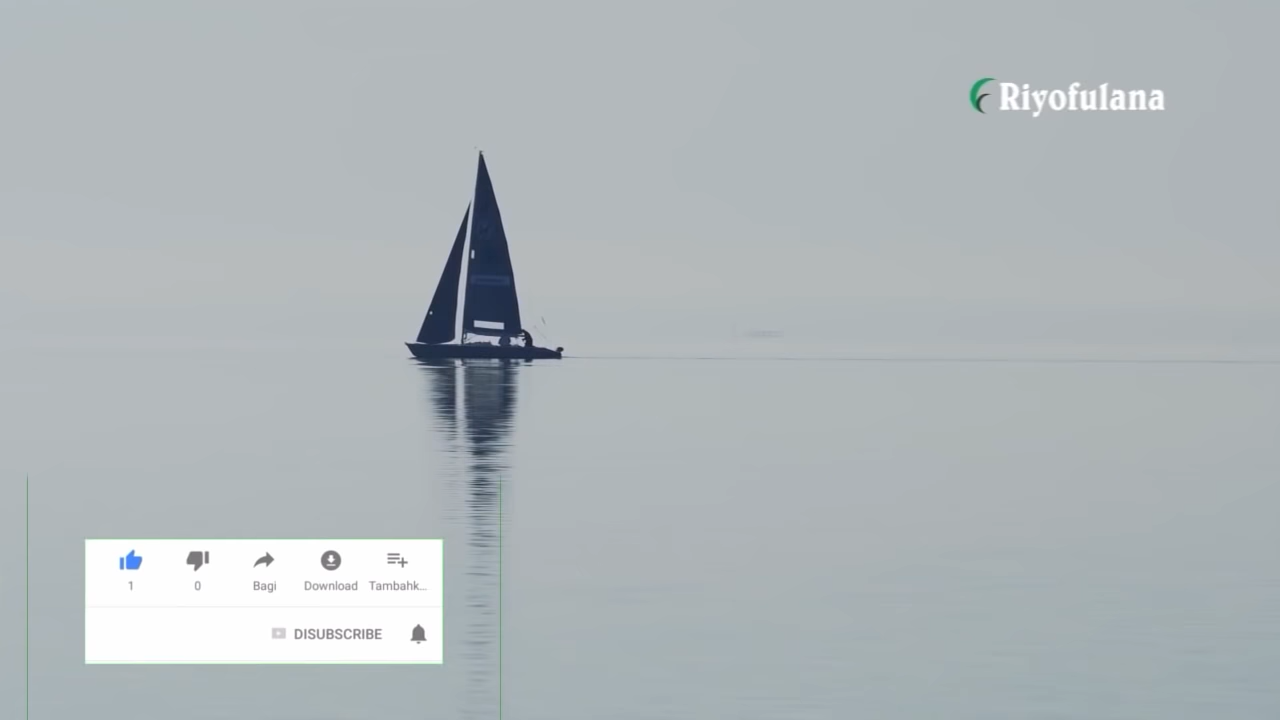 Riyofulana
1
0
Bagi
Download
Tambahk...
DISUBSCRIBE